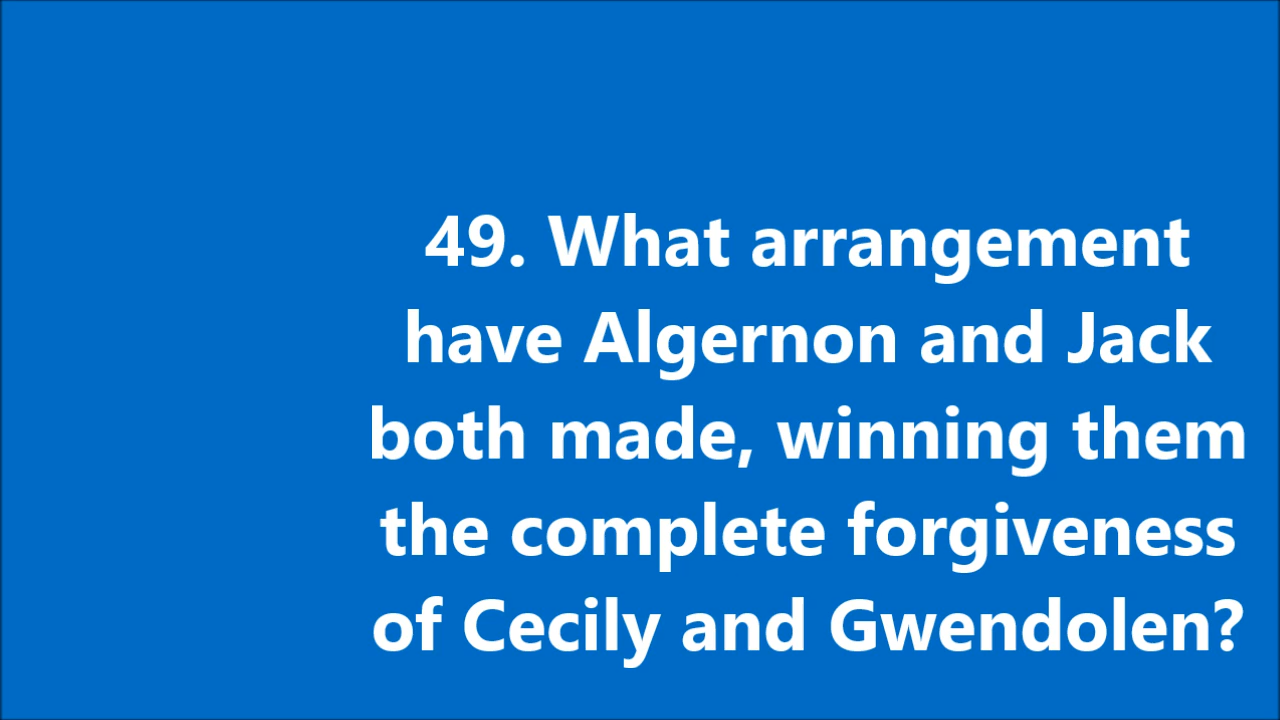 49. What arrangement
have Algernon and Jack
both made, winning them
the complete forgiveness
of Cecily and Gwendolen?